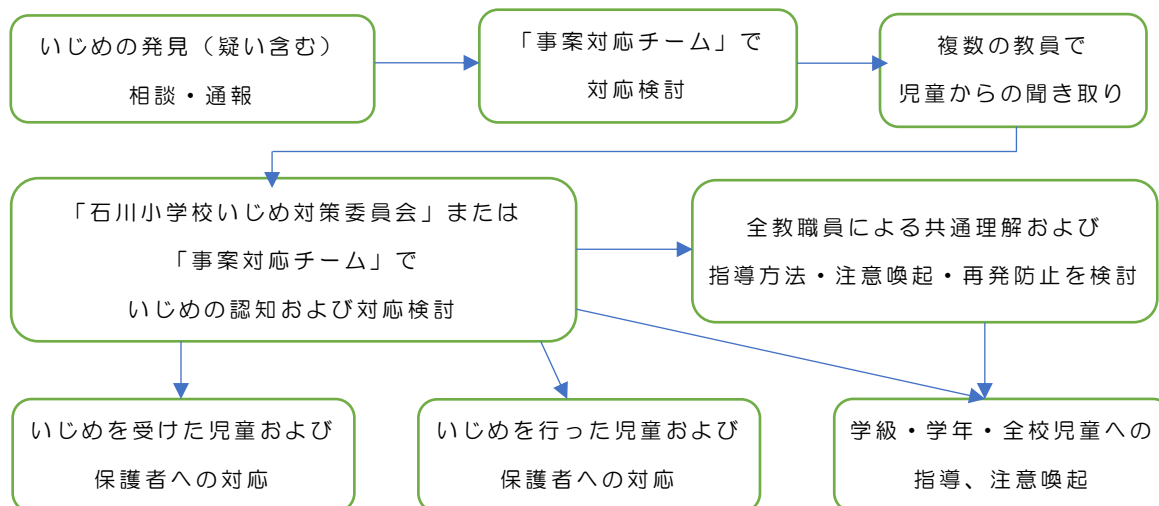 いじめの発見（疑い含む）
相談・通報
「事案対応チーム」で
対応検討
複数の教員で
児童からの聞き取り
「石川小学校いじめ対策委員会」または
「事案対応チーム」で
いじめの認知および対応検討
全教職員による共通理解および
指導方法・注意喚起・再発防止を検討
いじめを受けた児童および
保護者への対応
いじめを行った児童および
保護者への対応
学級・学年・全校児童への
指導、注意喚起